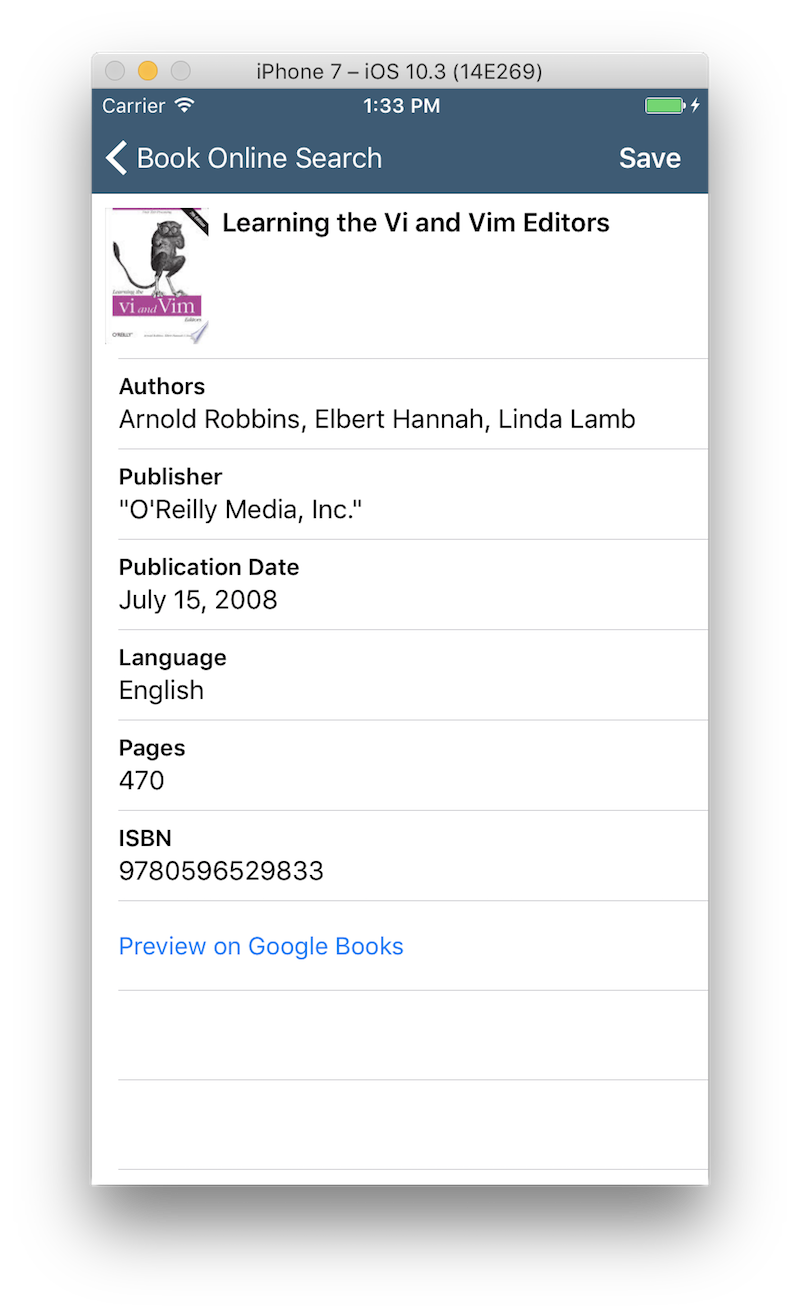 iPhone 7 – iOS 10.3 (14E269)
Carrier 1:33 PM
Book Online Search Save
Learning the Vi and Vim Editors
Learning the
vi and Vim
Editors
O'REILLY
Authors
Arnold Robbins, Elbert Hannah, Linda Lamb
Publisher
"O'Reilly Media, Inc."
Publication Date
July 15, 2008
Language
English
Pages
470
ISBN
9780596529833
Preview on Google Books